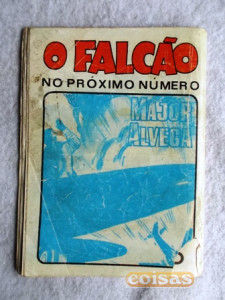 O FALCÃO
NO PRÓXIMO NÚMERO
MAJOR
ALVEGA
coisas